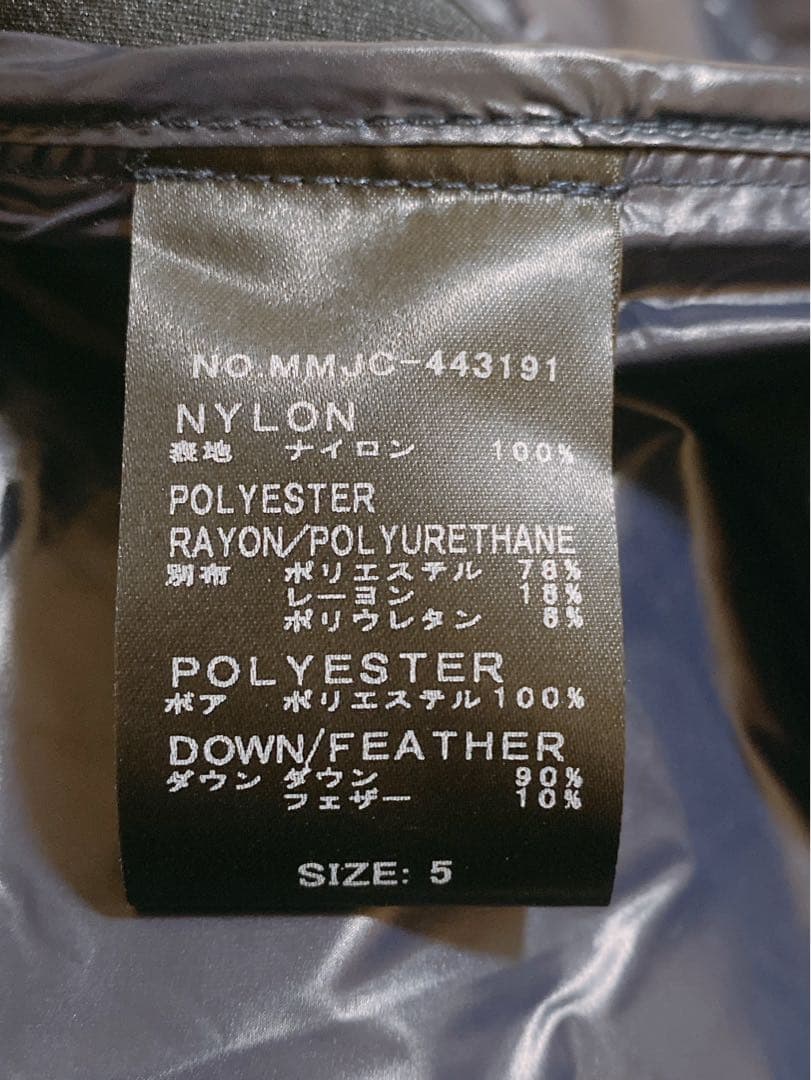 NO.MMJC-443191
NYLON
表地 ナイロン 100%
POLYESTER
RAYON/POLYURETHANE
別布 ポリエステル
レーヨン
ポリウレタン
POLYESTER
ボア ポリエステル100%
DOWN/FEATHER
ダウン ダウン 90%
フェザー 10%
SIZE: 5